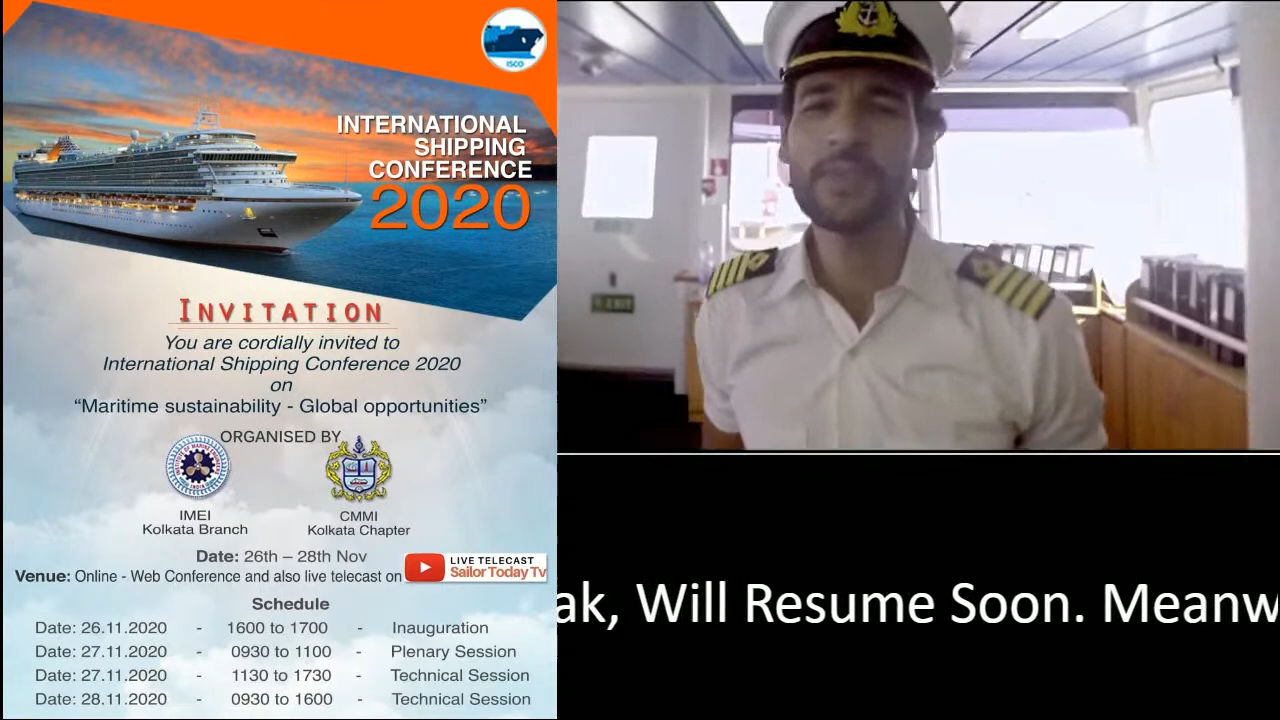 ISCO
INTERNATIONAL
SHIPPING
CONFERENCE
2020
INVITATION
You are cordially invited to
International Shipping Conference 2020
on
“Maritime sustainability - Global opportunities”
ORGANISED BY
IMEI
Kolkata Branch
CMMI
Kolkata Chapter
Date: 26th – 28th Nov
Venue: Online - Web Conference and also live telecast on
LIVE TELECAST
Sailor Today Tv
Schedule
Date: 26.11.2020 - 1600 to 1700 - Inauguration
Date: 27.11.2020 - 0930 to 1100 - Plenary Session
Date: 27.11.2020 - 1130 to 1730 - Technical Session
Date: 28.11.2020 - 0930 to 1600 - Technical Session
EXIT
ak, Will Resume Soon. Meanw